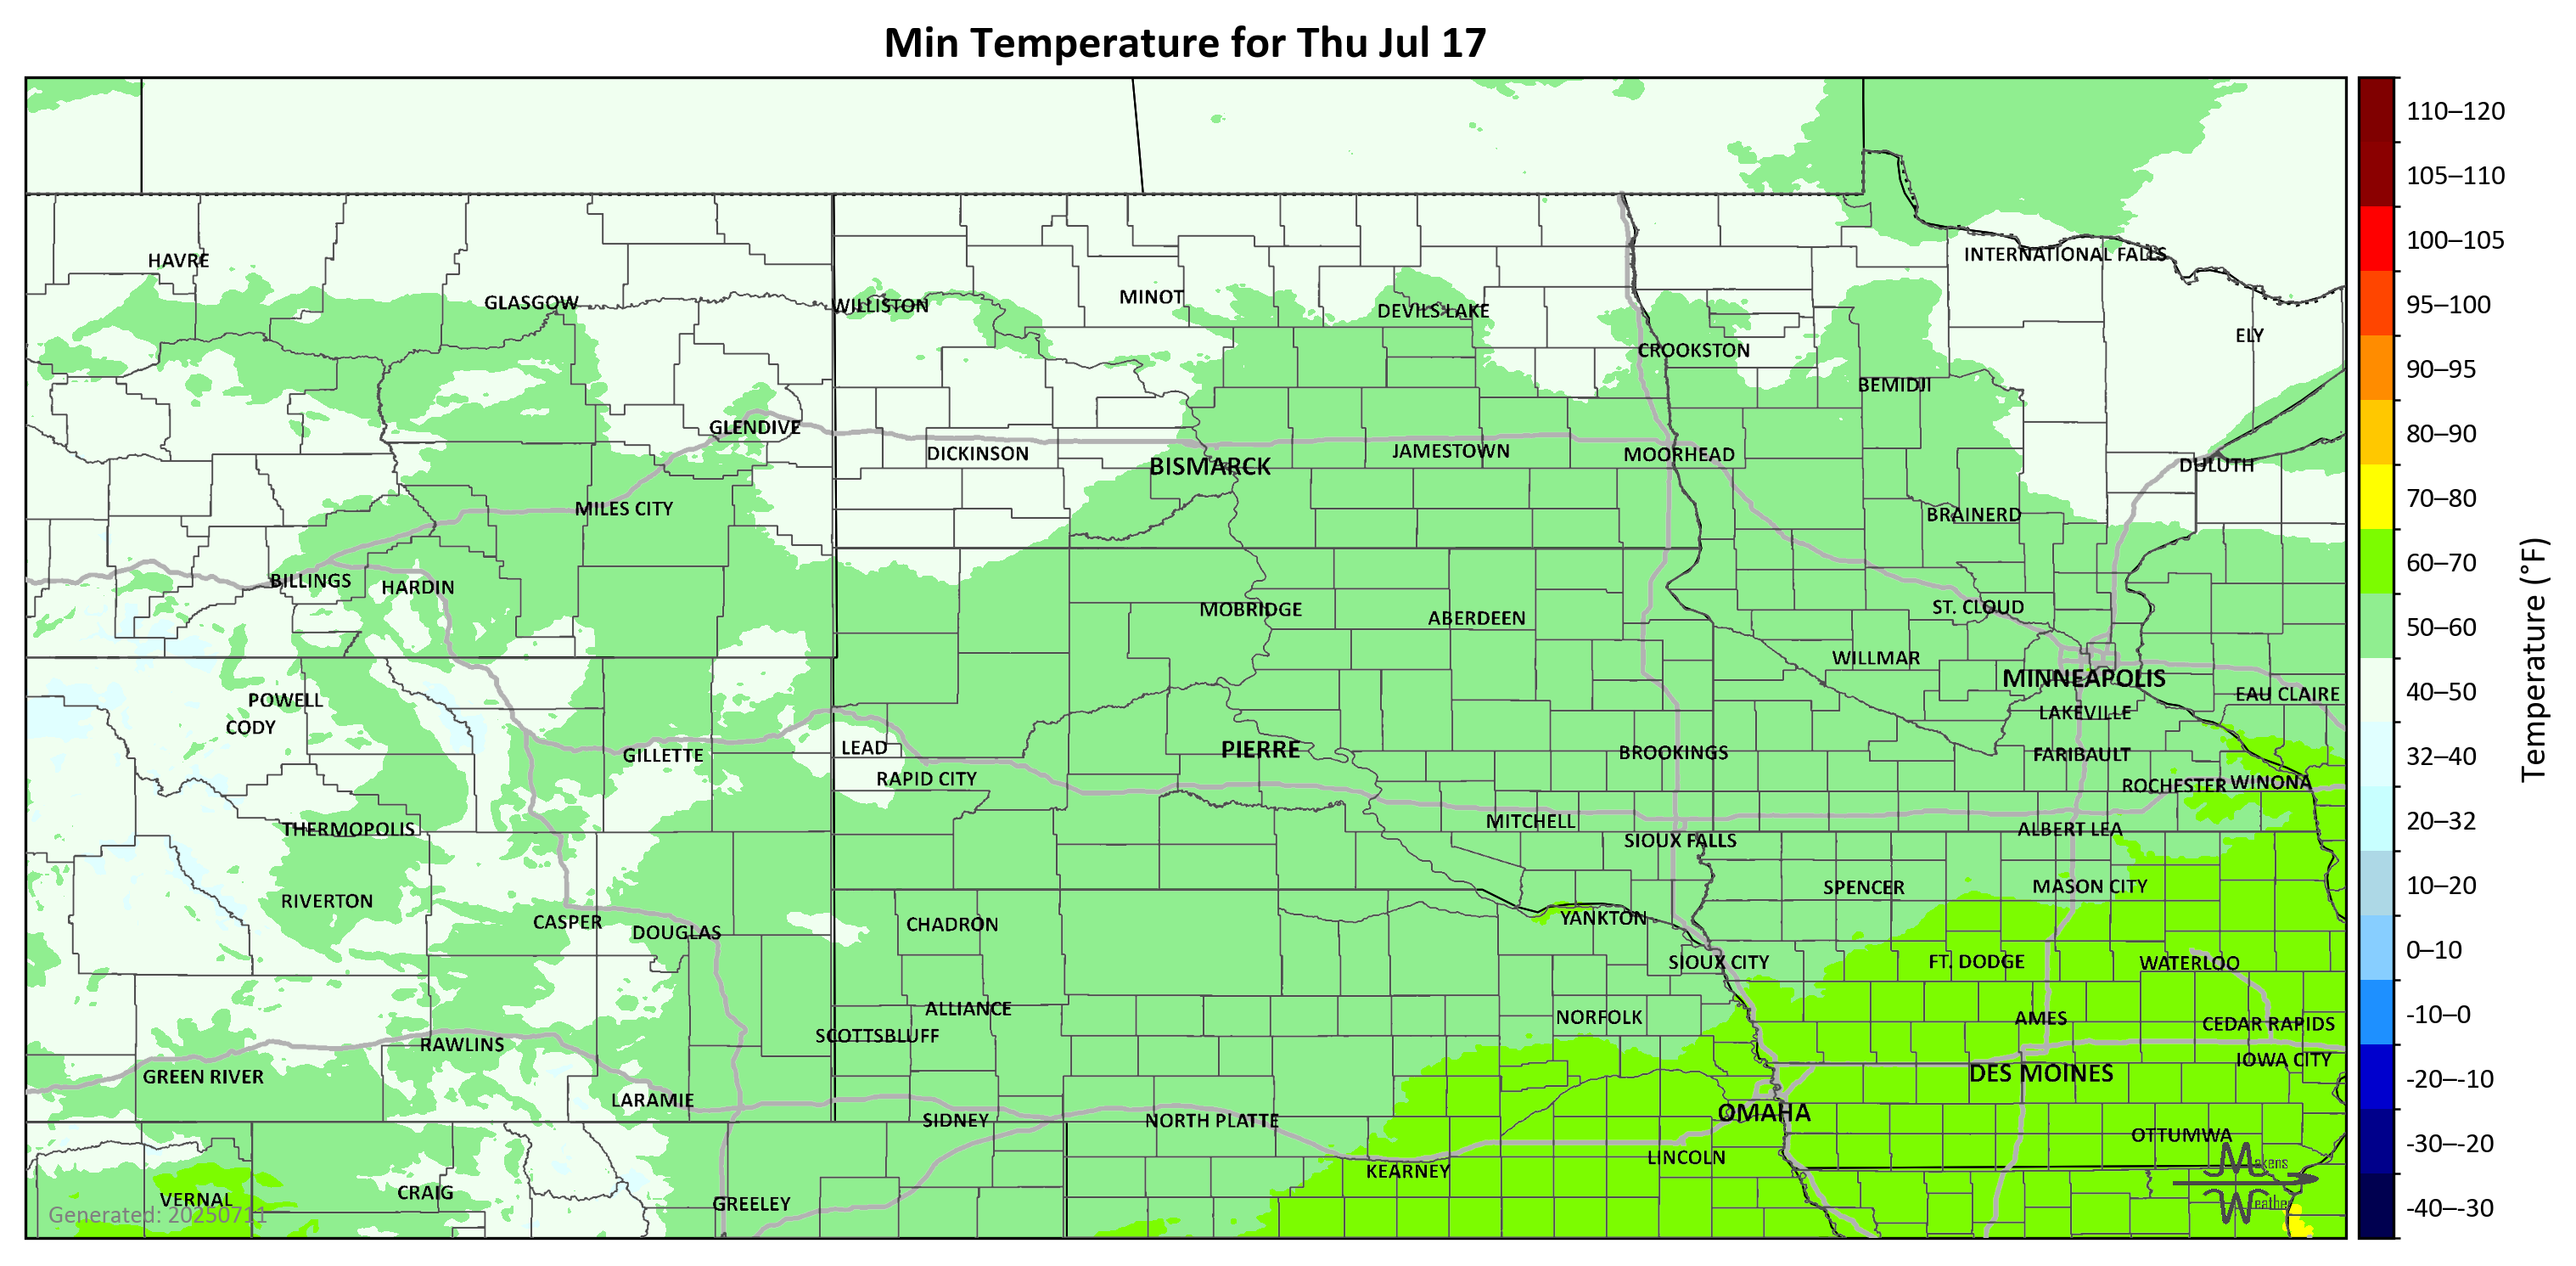 Min Temperature for Thu Jul 17
110–120
105–110
100–105
95–100
90–95
80–90
70–80
60–70
50–60
40–50
32–40
20–32
10–20
0–10
-10–0
-20–-10
-30–-20
-40–-30
Temperature (°F)
HAVRE
GLASGOW
WILLISTON
MINOT
DEVILS LAKE
INTERNATIONAL FALLS
ELY
CROOKSTON
BEMIDJI
GLENDIVE
DICKINSON
BISMARCK
JAMESTOWN
MOORHEAD
DULUTH
MILES CITY
BRAINERD
BILLINGS
HARDIN
MOBRIDGE
ABERDEEN
ST. CLOUD
WILLMAR
MINNEAPOLIS
EAU CLAIRE
POWELL
CODY
LAKEVILLE
GILLETTE
LEAD
PIERRE
BROOKINGS
FARIBAULT
RAPID CITY
ROCHESTER
WINONA
THERMOPOLIS
MITCHELL
SIOUX FALLS
ALBERT LEA
RIVERTON
SPENCER
MASON CITY
CASPER
DOUGLAS
CHADRON
YANKTON
SIOUX CITY
FT. DODGE
WATERLOO
ALLIANCE
SCOTTSBLUFF
NORFOLK
AMES
CEDAR RAPIDS
RAWLINS
IOWA CITY
GREEN RIVER
DES MOINES
LARAMIE
SIDNEY
NORTH PLATTE
OMAHA
OTTUMWA
KEARNEY
LINCOLN
VERNAL
CRAIG
GREELEY
Generated: 20250711
Makens
Weather